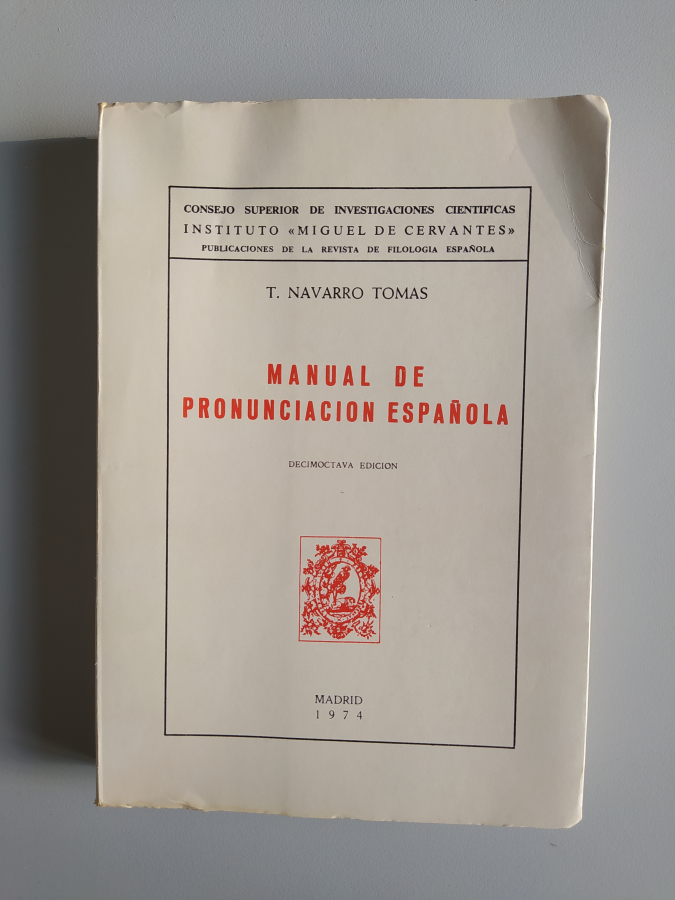 CONSEJO SUPERIOR DE INVESTIGACIONES CIENTIFICAS
INSTITUTO «MIGUEL DE CERVANTES»
PUBLICACIONES DE LA REVISTA DE FILOLOGIA ESPAÑOLA
T. NAVARRO TOMAS
MANUAL DE
PRONUNCIACION ESPAÑOLA
DECIMOCTAVA EDICION
MADRID
1974